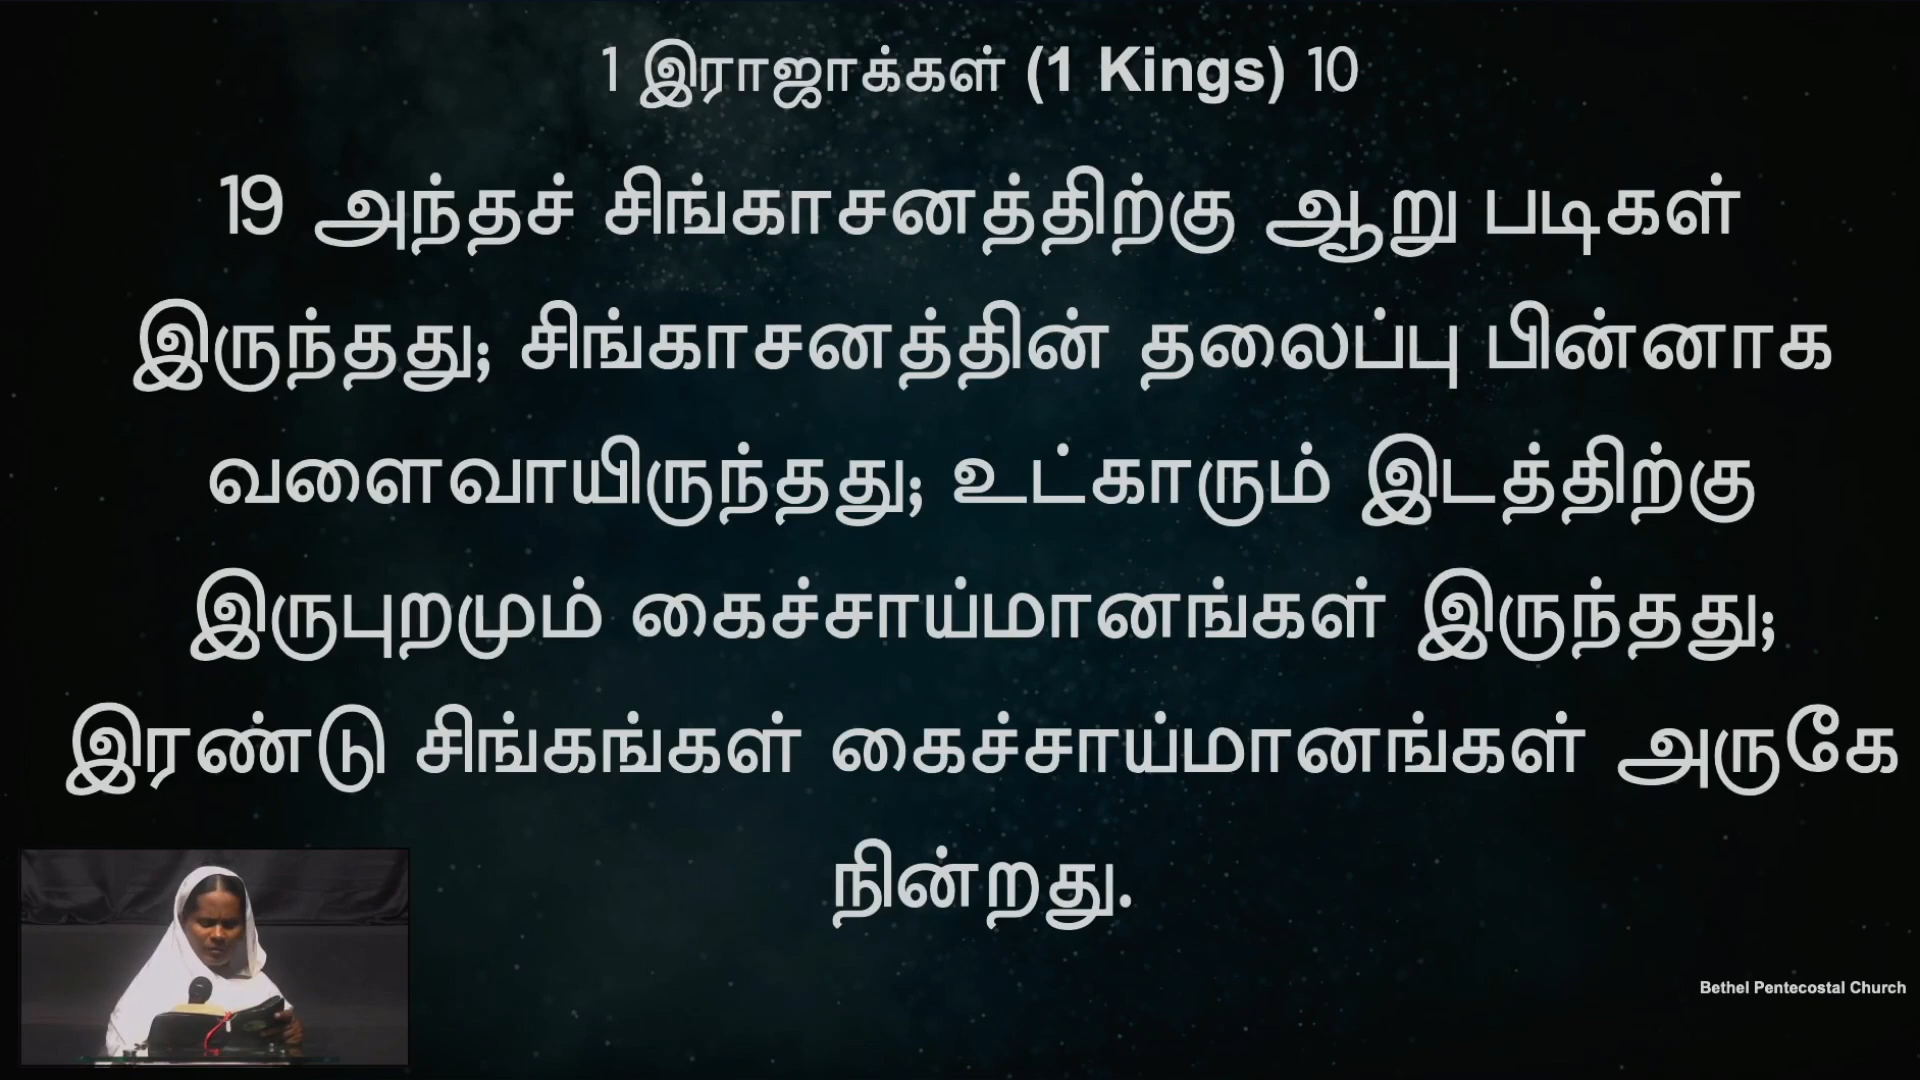 1 இராஜாக்கள் (1 Kings) 10
19 அந்தச் சிங்காசனத்திற்கு ஆறு படிகள்
இருந்தது; சிங்காசனத்தின் தலைப்பு பின்னாக
வளைவாயிருந்தது; உட்காரும் இடத்திற்கு
இருபுறமும் கைச்சாய்மானங்கள் இருந்தது;
இரண்டு சிங்கங்கள் கைச்சாய்மானங்கள் அருகே
நின்றது.
Bethel Pentecostal Church